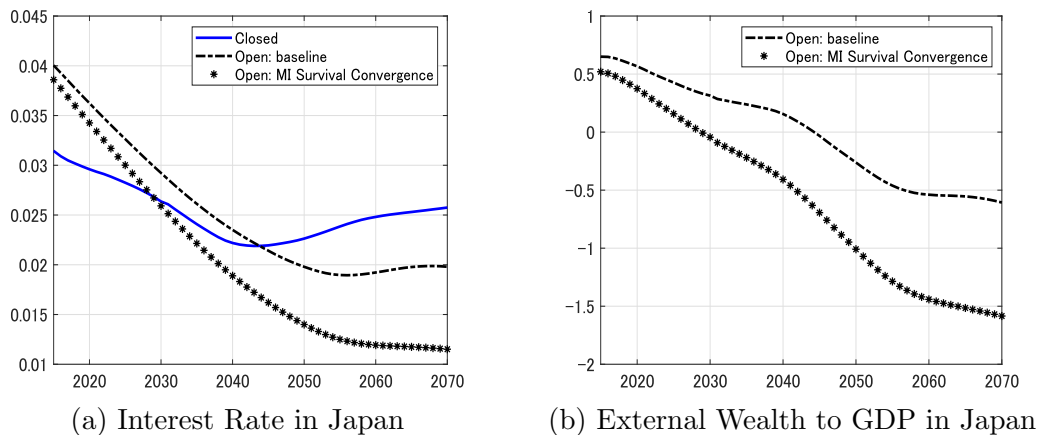 0.045
0.04
0.035
0.03
0.025
0.02
0.015
0.01
2020 2030 2040 2050 2060 2070
Closed
Open: baseline
Open: MI Survival Convergence
(a) Interest Rate in Japan
1
0.5
0
−0.5
−1
−1.5
−2
2020 2030 2040 2050 2060 2070
Open: baseline
Open: MI Survival Convergence
(b) External Wealth to GDP in Japan